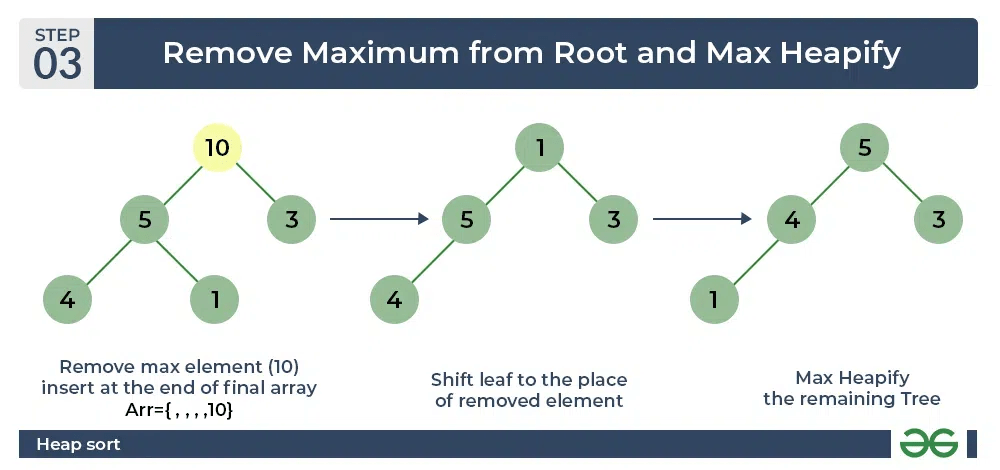 STEP
03
Remove Maximum from Root and Max Heapify
10
5
3
4
1
1
5
3
4
5
4
3
1
Remove max element (10)
insert at the end of final array
Arr={ , , , ,10}
Shift leaf to the place
of removed element
Max Heapify
the remaining Tree
Heap sort